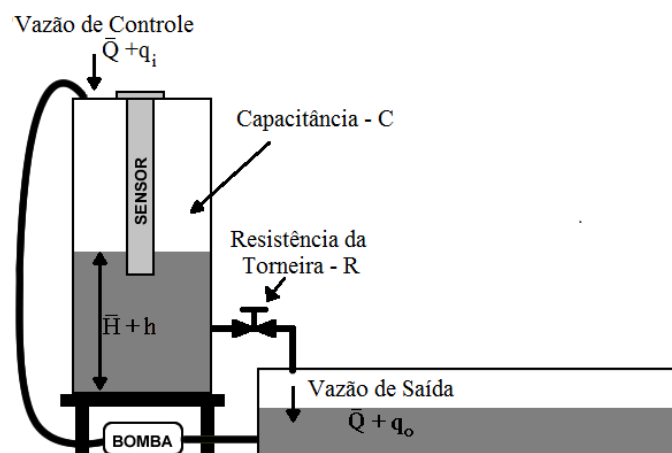 Vazão de Controle
Q̄ +qᵢ
Capacitância - C
SENSOR
Resistência da
Torneira - R
H̄ + h
Vazão de Saída
Q̄ + qₒ
BOMBA